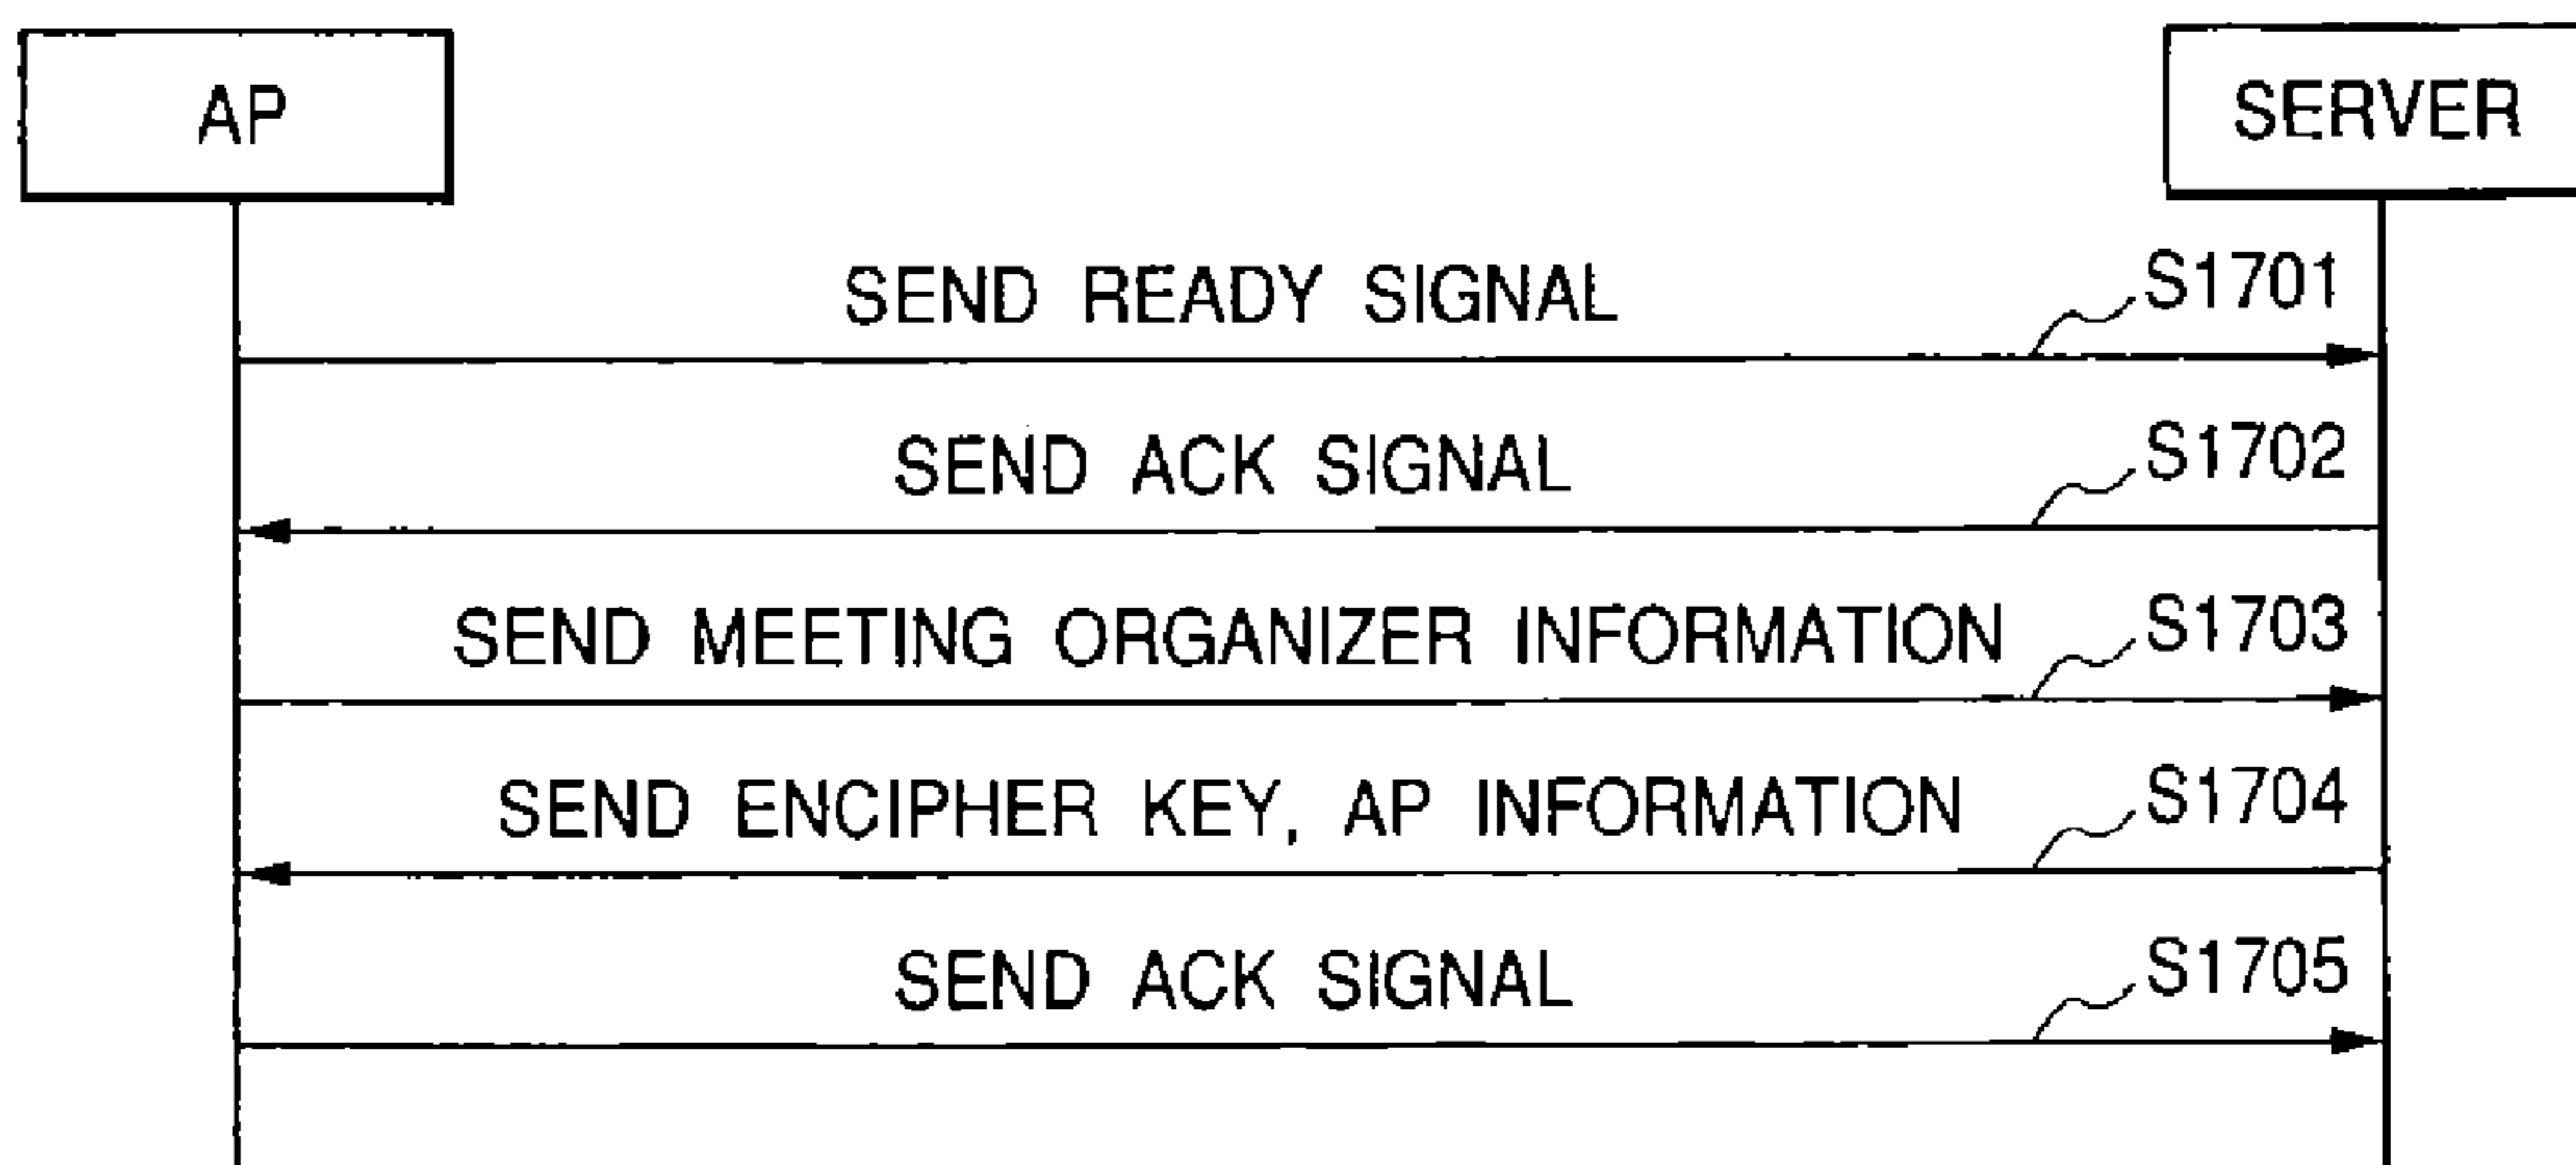 AP
SERVER
SEND READY SIGNAL
S1701
SEND ACK SIGNAL
S1702
SEND MEETING ORGANIZER INFORMATION
S1703
SEND ENCIPHER KEY, AP INFORMATION
S1704
SEND ACK SIGNAL
S1705